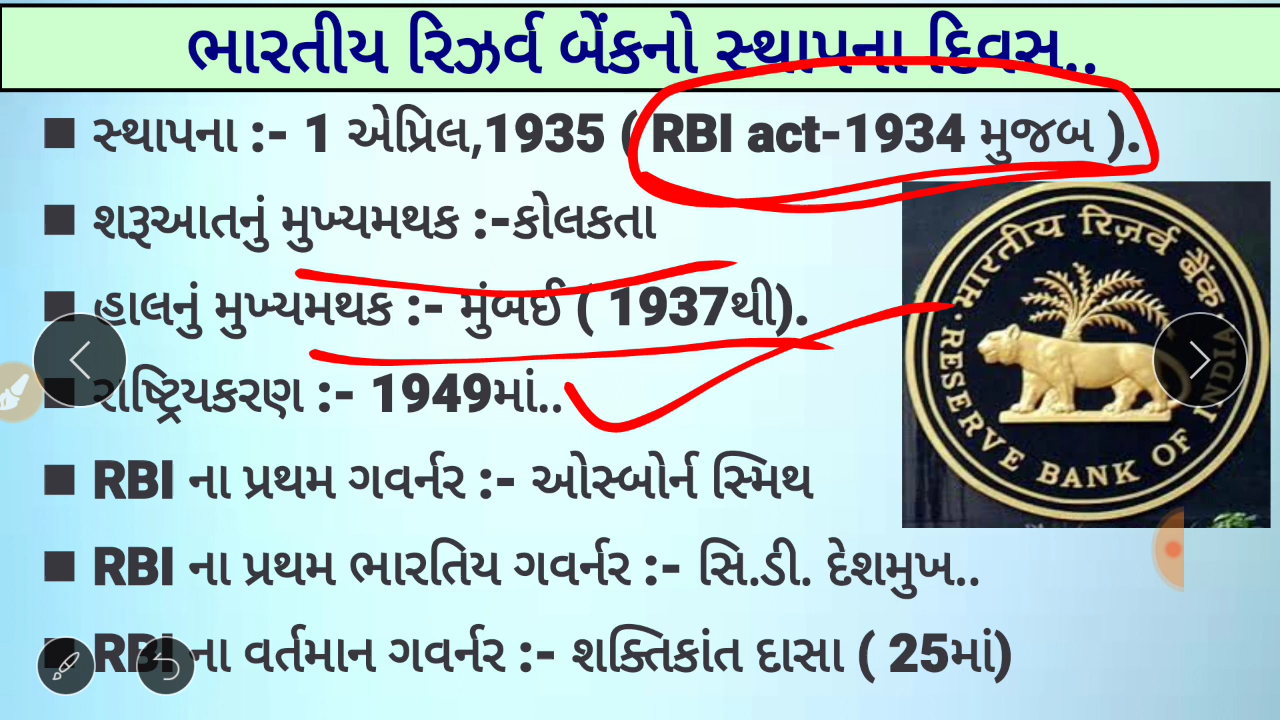 ભારતીય રિઝર્વ બેંકનો સ્થાપના દિવસ..
■ સ્થાપના :- 1 એપ્રિલ,1935 ( RBI act-1934 મુજબ ).
■ શરૂઆતનું મુખ્યમથક :-કોલકતા
■ હાલનું મુખ્યમથક :- મુંબઈ ( 1937થી).
■ રાષ્ટ્રિયકરણ :- 1949માં..
■ RBI ના પ્રથમ ગવર્નર :- ઓસ્બોર્ન સ્મિથ
■ RBI ના પ્રથમ ભારતિય ગવર્નર :- સિ.ડી. દેશમુખ..
■ RBI ના વર્તમાન ગવર્નર :- શક્તિકાંત દાસા ( 25માં)
भारतीय रिज़र्व बैंक
RESERVE BANK OF INDIA